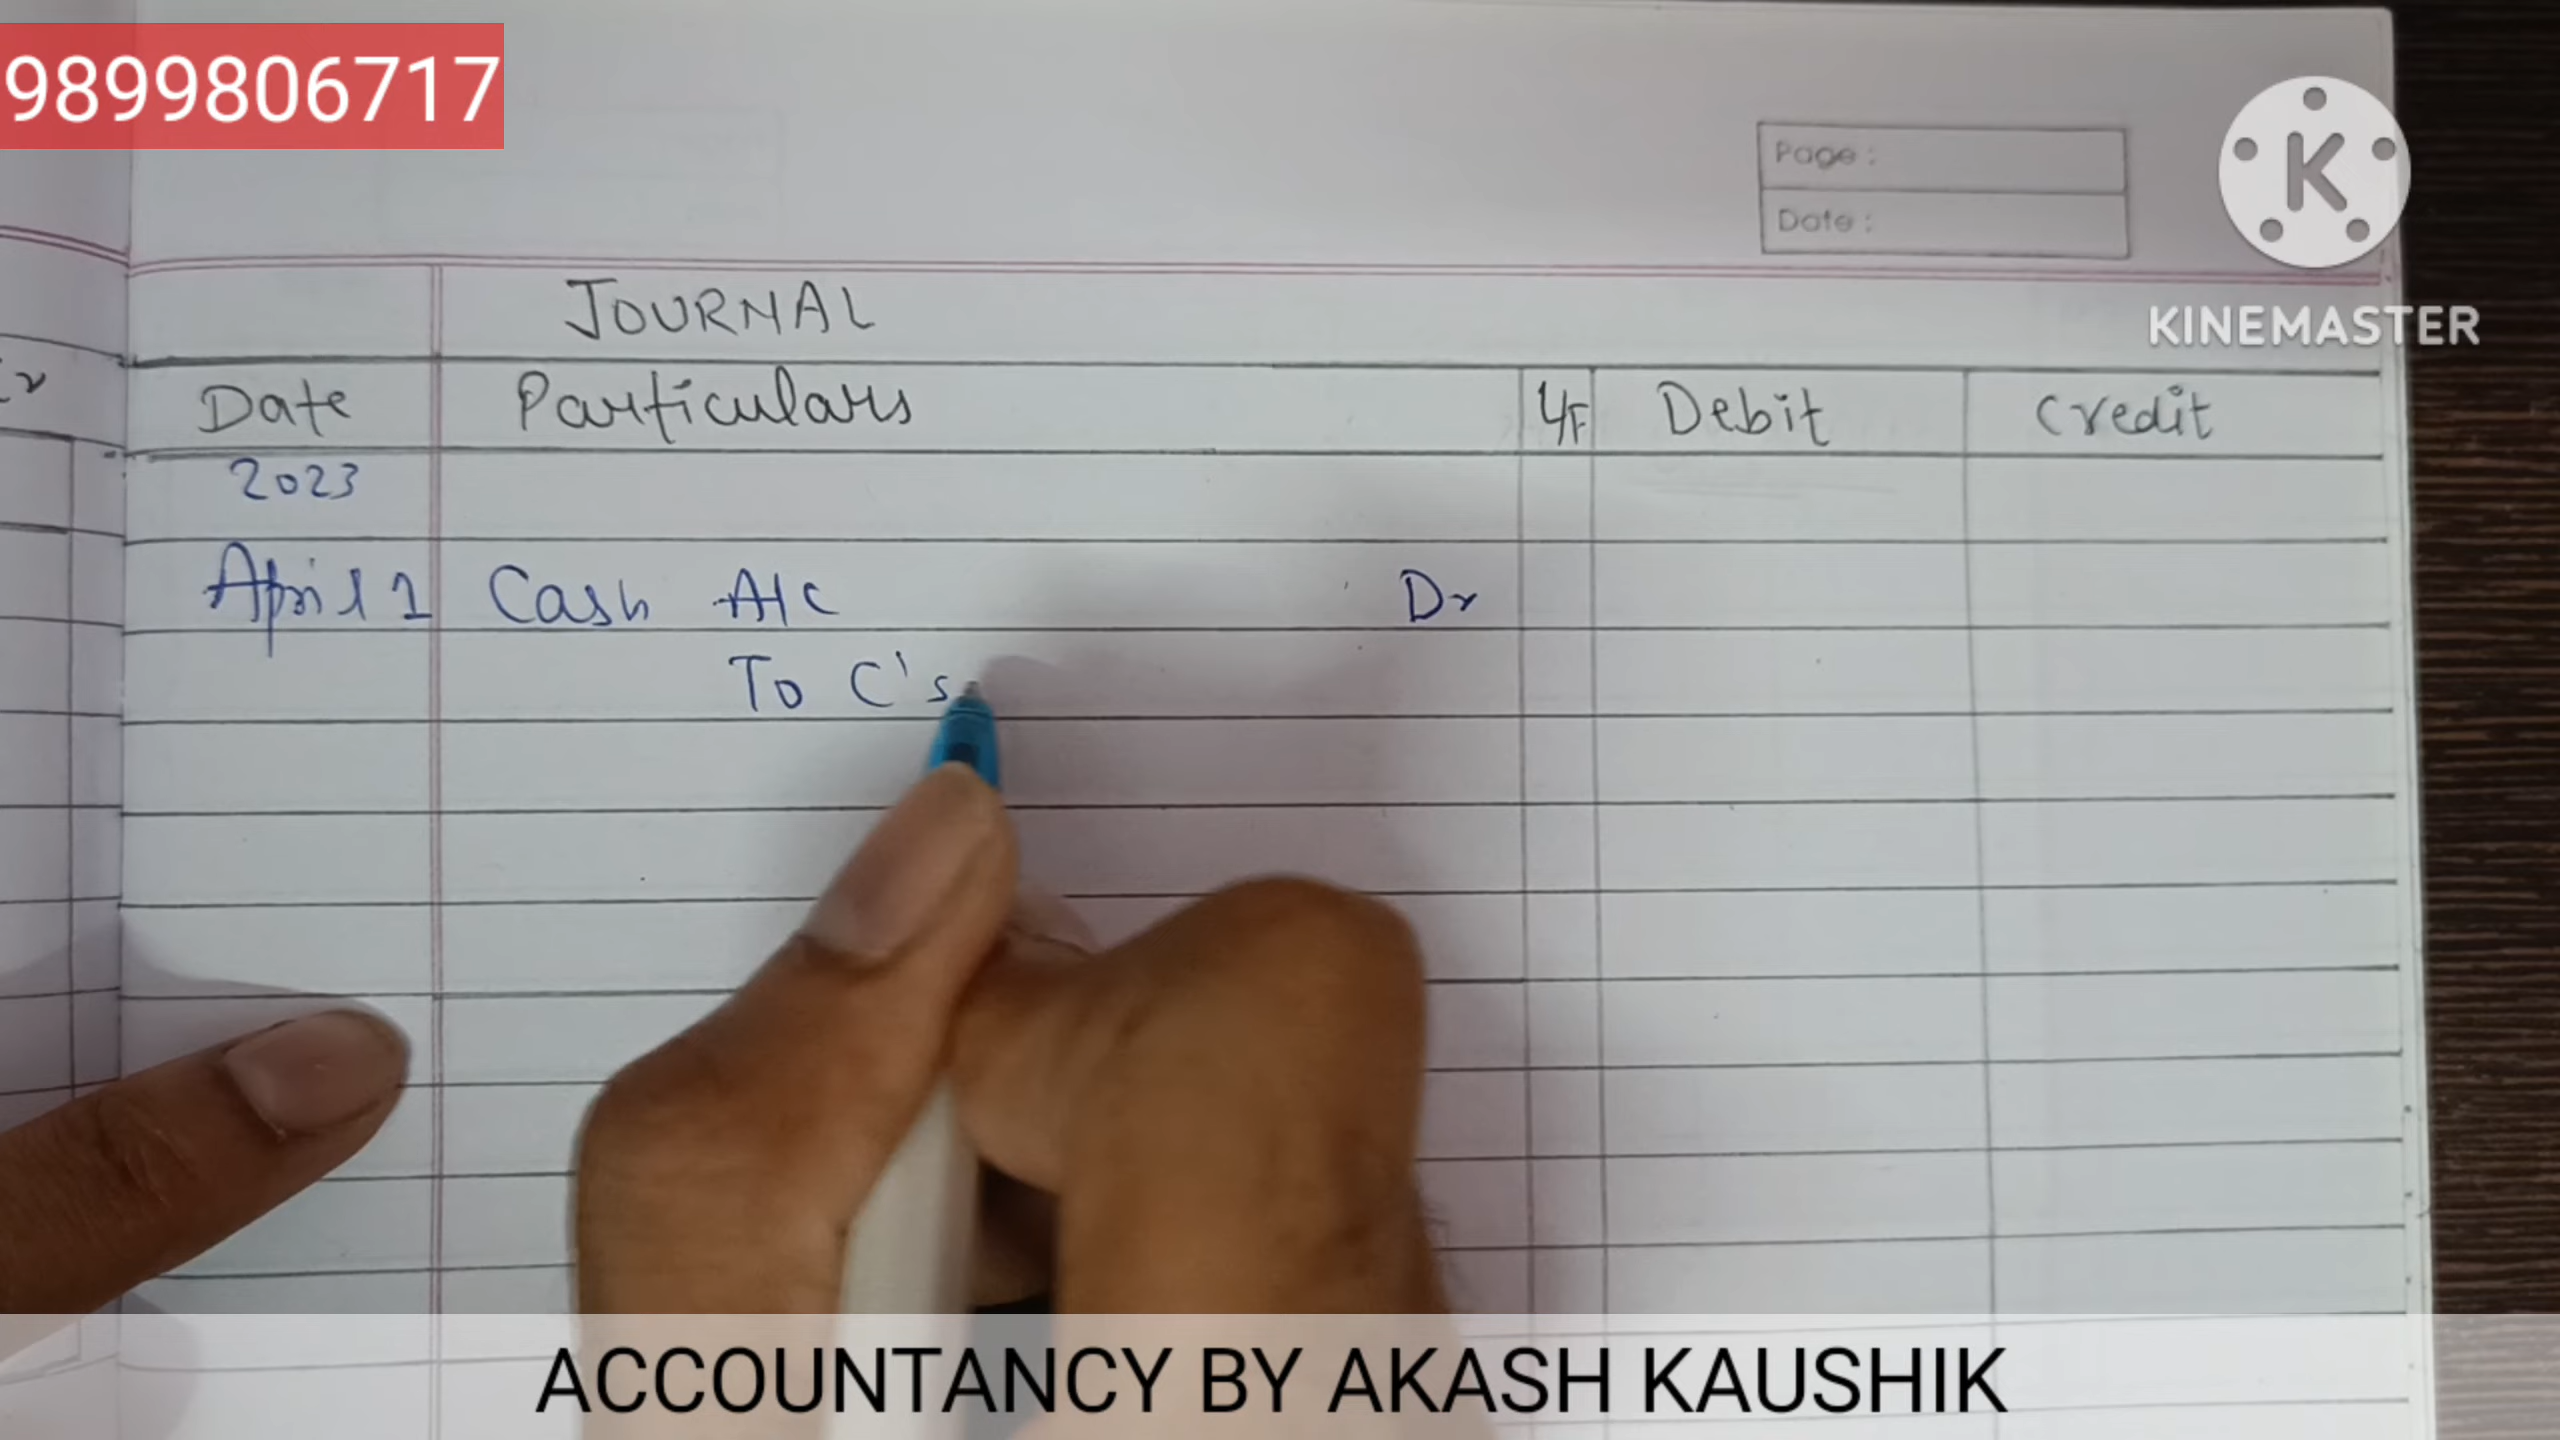 9899806717
Page :
Date :
KINEMASTER
JOURNAL
Date Particulars L/F Debit Credit
2023
April 1 Cash A/c Dr
To C's
ACCOUNTANCY BY AKASH KAUSHIK